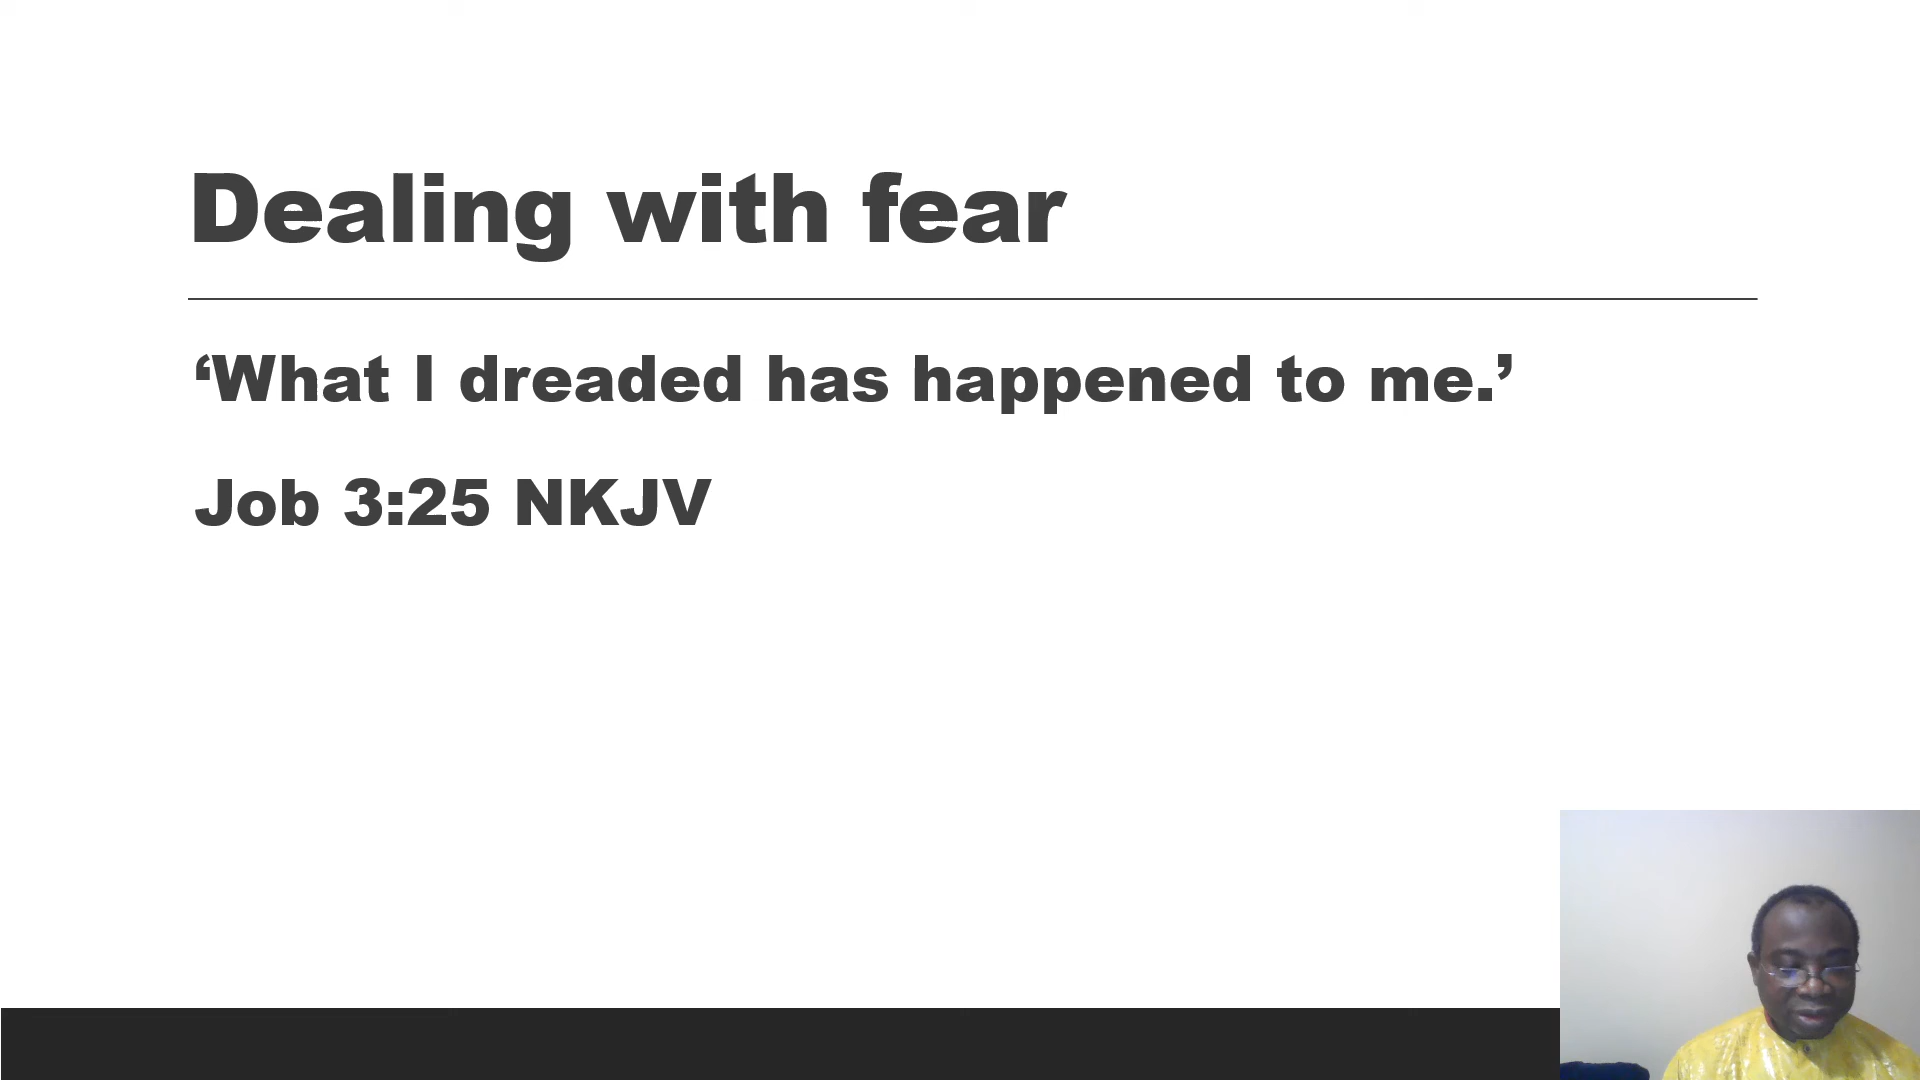 Dealing with fear
‘What I dreaded has happened to me.’
Job 3:25 NKJV